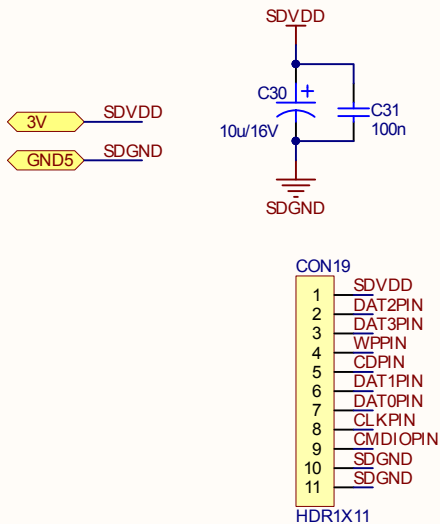 SDVDD
C30
+
10u/16V
C31
100n
SDGND
3V SDVDD
GND5 SDGND
CON19
1 SDVDD
2 DAT2PIN
3 DAT3PIN
4 WPPIN
5 CDPIN
6 DAT1PIN
7 DAT0PIN
8 CLKPIN
9 CMDIOPIN
10 SDGND
11 SDGND
HDR1X11